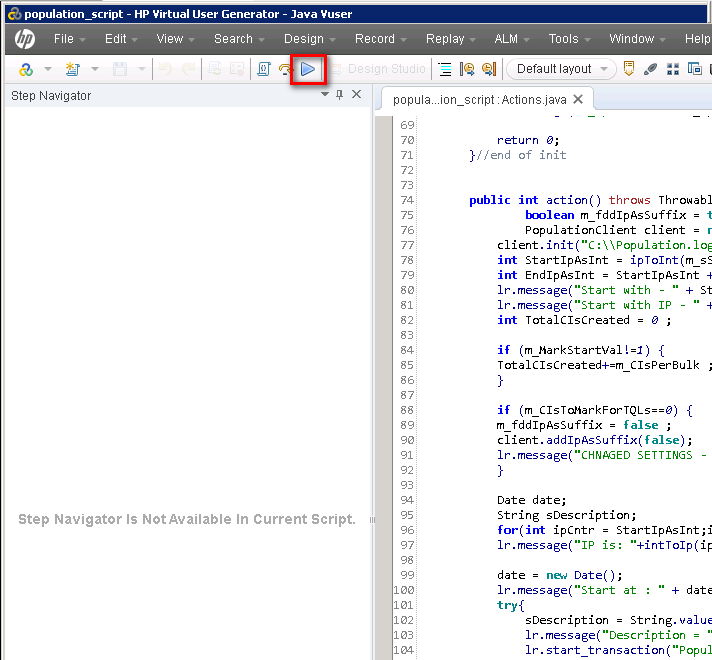 population_script - HP Virtual User Generator - Java Vuser
hp File Edit View Search Design Record Replay ALM Tools Window Help
Design Studio Default layout
Step Navigator
popula...ion_script : Actions.java
Step Navigator Is Not Available In Current Script.
69
70 return 0;
71 }//end of init
72
73
74 public int action() throws Throwabl
75 boolean m_fddIpAsSuffix = t
76 PopulationClient client = n
77 client.init("C:\\Population.log
78 int StartIpAsInt = ipToInt(m_sS
79 int EndIpAsInt = StartIpAsInt +
80 lr.message("Start with - " + St
81 lr.message("Start with IP - " +
82 int TotalCIsCreated = 0 ;
83
84 if (m_MarkStartVal!=1) {
85 TotalCIsCreated+=m_CIsPerBulk ;
86 }
87
88 if (m_CIsToMarkForTQLs==0) {
89 m_fddIpAsSuffix = false ;
90 client.addIpAsSuffix(false);
91 lr.message("CHNAGED SETTINGS -
92 }
93
94 Date date;
95 String sDescription;
96 for(int ipCntr = StartIpAsInt;i
97 lr.message("IP is: "+intToIp(ip
98
99 date = new Date();
100 lr.message("Start at : " + date
101 try{
102 sDescription = String.value
103 lr.message("Description = "
104 lr.start_transaction("Popul